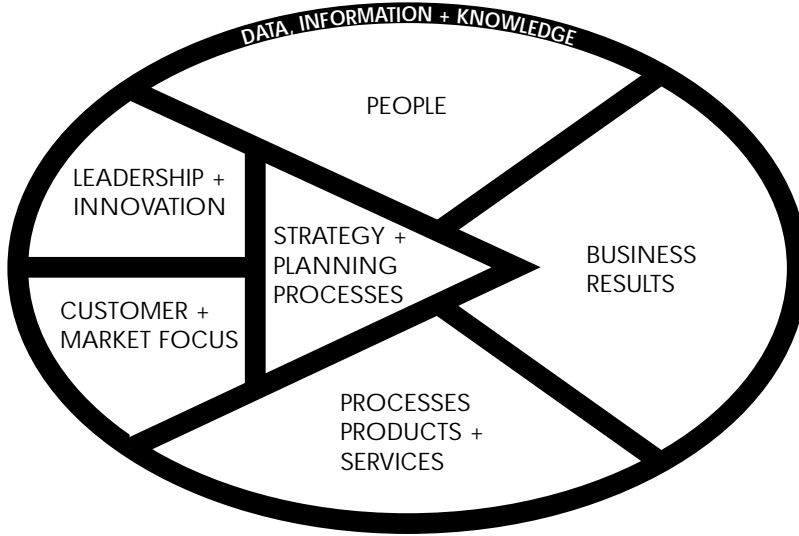 DATA, INFORMATION + KNOWLEDGE
PEOPLE
LEADERSHIP +
INNOVATION
STRATEGY +
PLANNING
PROCESSES
BUSINESS
RESULTS
CUSTOMER +
MARKET FOCUS
PROCESSES
PRODUCTS +
SERVICES